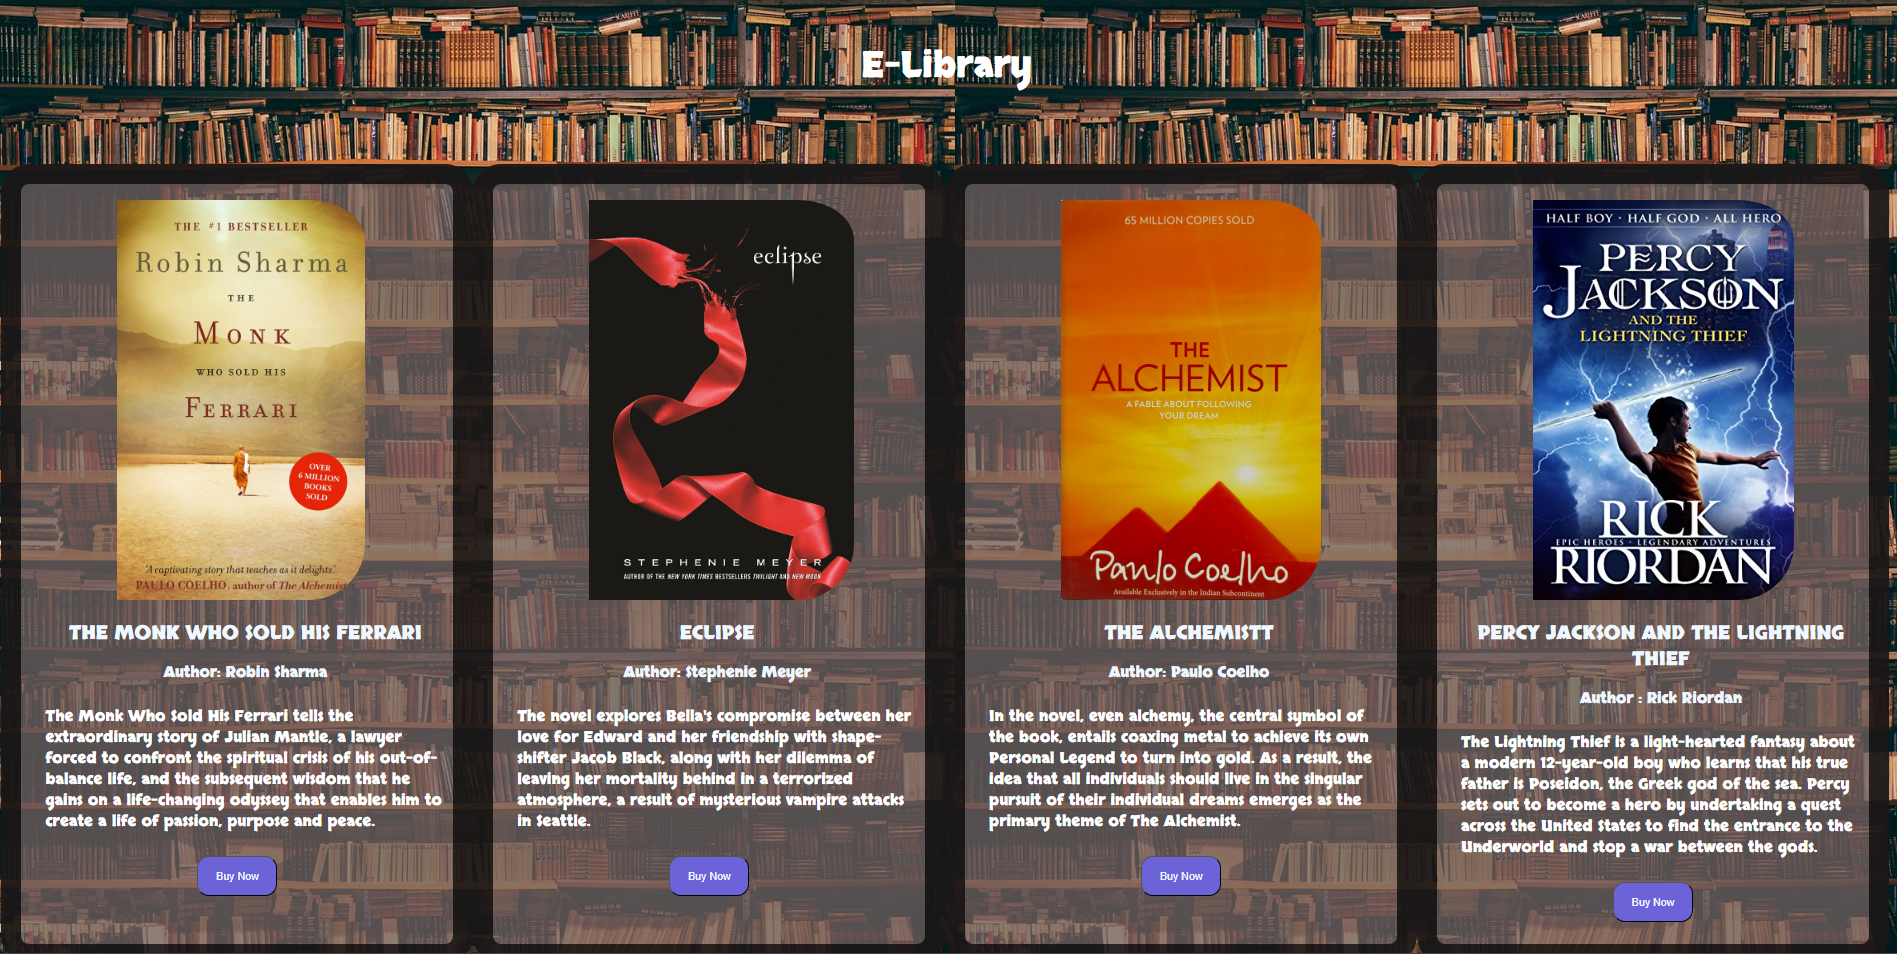 E-Library
THE #1 BESTSELLER
Robin Sharma
THE
MONK
WHO SOLD HIS
FERRARI
OVER
6 MILLION
BOOKS
SOLD
'A captivating story that teaches as it delights.'
PAULO COELHO, author of The Alchemist
THE MONK WHO SOLD HIS FERRARI
Author: Robin Sharma
The Monk Who Sold His Ferrari tells the
extraordinary story of Julian Mantle, a lawyer
forced to confront the spiritual crisis of his out-of-
balance life, and the subsequent wisdom that he
gains on a life-changing odyssey that enables him to
create a life of passion, purpose and peace.
Buy Now
eclipse
STEPHENIE MEYER
AUTHOR OF THE NEW YORK TIMES BESTSELLERS TWILIGHT AND NEW MOON
ECLIPSE
Author: Stephenie Meyer
The novel explores Bella's compromise between her
love for Edward and her friendship with shape-
shifter Jacob Black, along with her dilemma of
leaving her mortality behind in a terrorized
atmosphere, a result of mysterious vampire attacks
in Seattle.
Buy Now
65 MILLION COPIES SOLD
THE
ALCHEMIST
A FABLE ABOUT FOLLOWING
YOUR DREAM
Paulo Coelho
Available Exclusively in the Indian Subcontinent
THE ALCHEMISTT
Author: Paulo Coelho
In the novel, even alchemy, the central symbol of
the book, entails coaxing metal to achieve its own
Personal Legend to turn into gold. As a result, the
idea that all individuals should live in the singular
pursuit of their individual dreams emerges as the
primary theme of The Alchemist.
Buy Now
HALF BOY · HALF GOD · ALL HERO
PERCY
JACKSON
AND THE
LIGHTNING THIEF
RICK
EPIC HEROES · LEGENDARY ADVENTURES
RIORDAN
PERCY JACKSON AND THE LIGHTNING
THIEF
Author : Rick Riordan
The Lightning Thief is a light-hearted fantasy about
a modern 12-year-old boy who learns that his true
father is Poseidon, the Greek god of the sea. Percy
sets out to become a hero by undertaking a quest
across the United States to find the entrance to the
Underworld and stop a war between the gods.
Buy Now